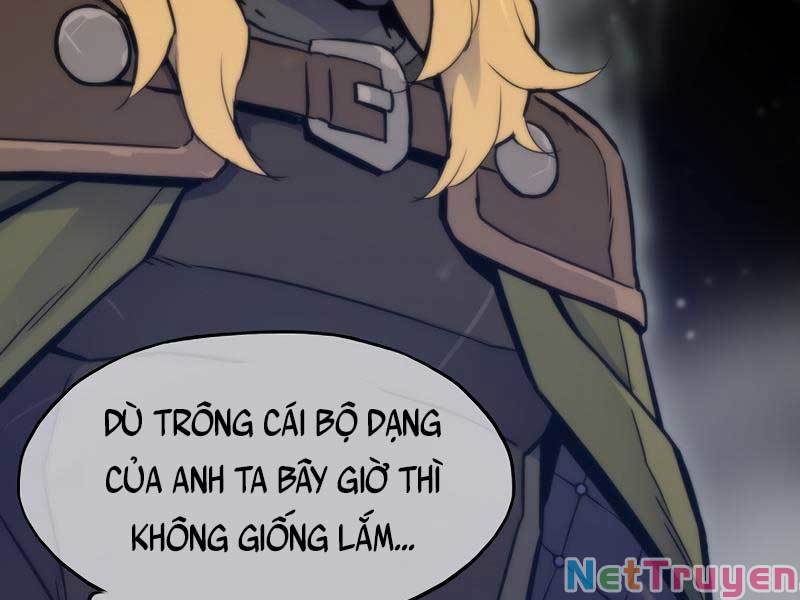 DÙ TRÔNG CÁI BỘ DẠNG
CỦA ANH TA BÂY GIỜ THÌ
KHÔNG GIỐNG LẮM...
NetTruyen